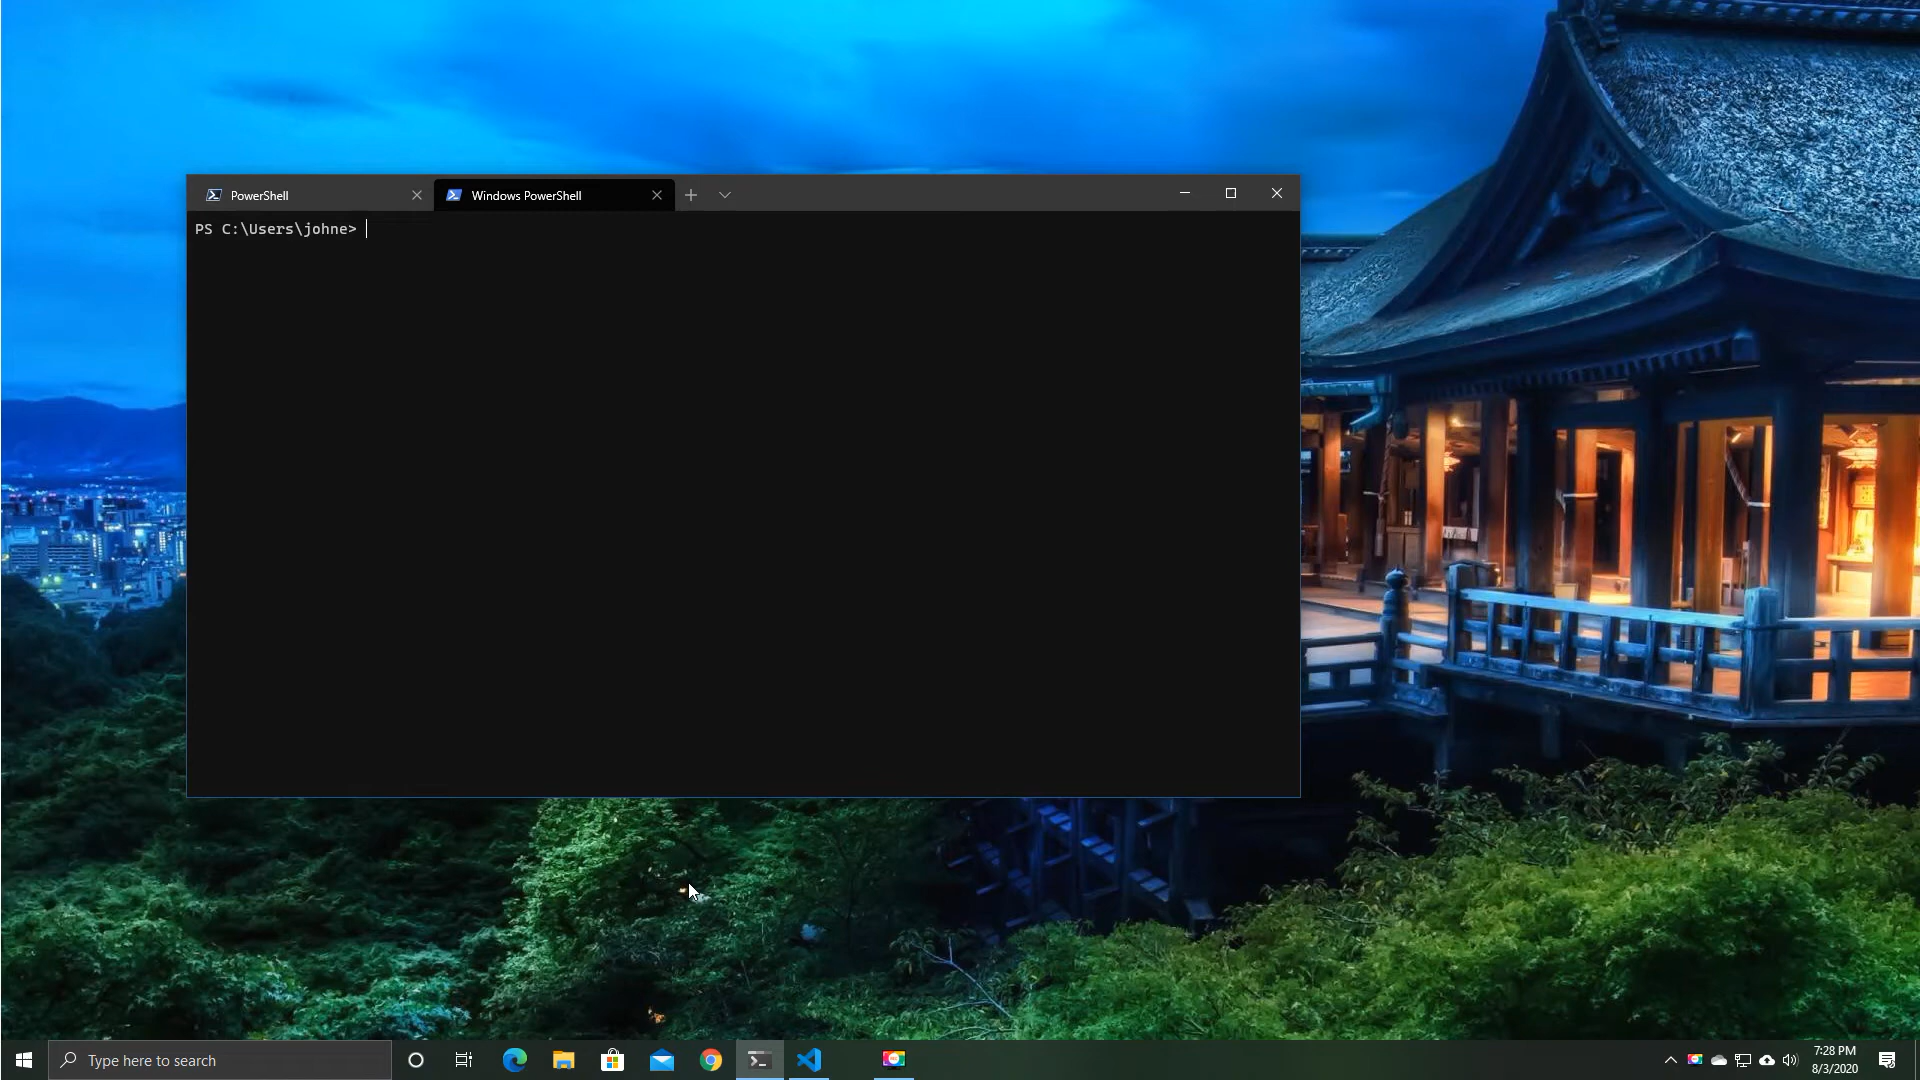 PowerShell
Windows PowerShell
PS C:\Users\johne>
Type here to search
7:28 PM
8/3/2020